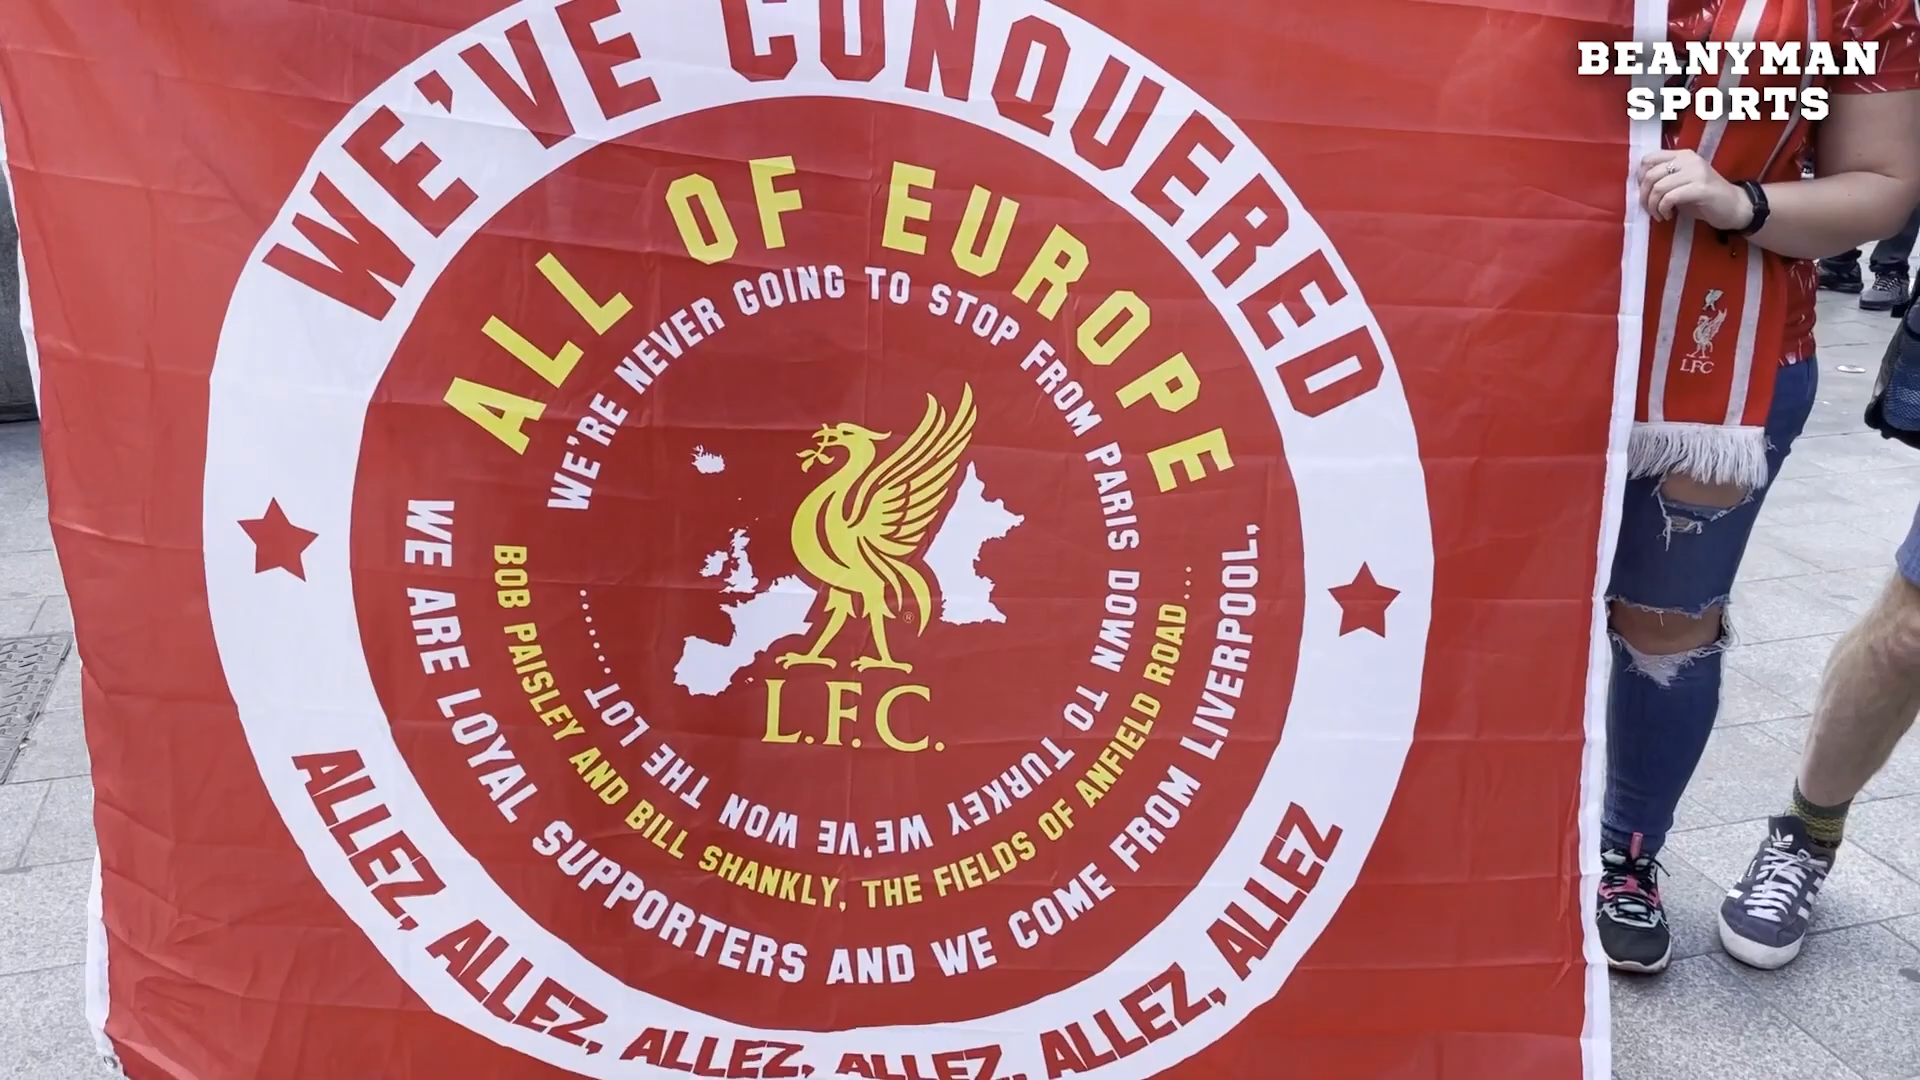 BEANYMAN
SPORTS
WE'VE CONQUERED
ALL OF EUROPE
WE'RE NEVER GOING TO STOP FROM PARIS DOWN TO TURKEY WE'VE WON THE LOT........
L.F.C.
®
BOB PAISLEY AND BILL SHANKLY, THE FIELDS OF ANFIELD ROAD...
WE ARE LOYAL SUPPORTERS AND WE COME FROM LIVERPOOL,
ALLEZ, ALLEZ, ALLEZ, ALLEZ, ALLEZ, ALLEZ
LFC